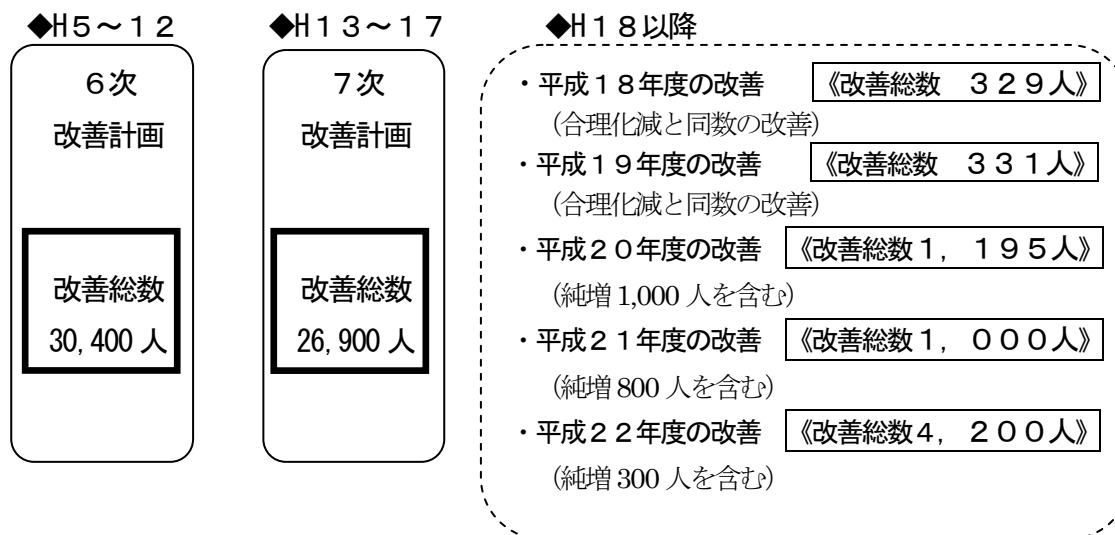 ◆H5～12
6次
改善計画
改善総数
30,400人
◆H13～17
7次
改善計画
改善総数
26,900人
◆H18以降
・平成18年度の改善 《改善総数 329人》
(合理化減と同数の改善)
・平成19年度の改善 《改善総数 331人》
(合理化減と同数の改善)
・平成20年度の改善 《改善総数1,195人》
(純増1,000人を含む)
・平成21年度の改善 《改善総数1,000人》
(純増800人を含む)
・平成22年度の改善 《改善総数4,200人》
(純増300人を含む)